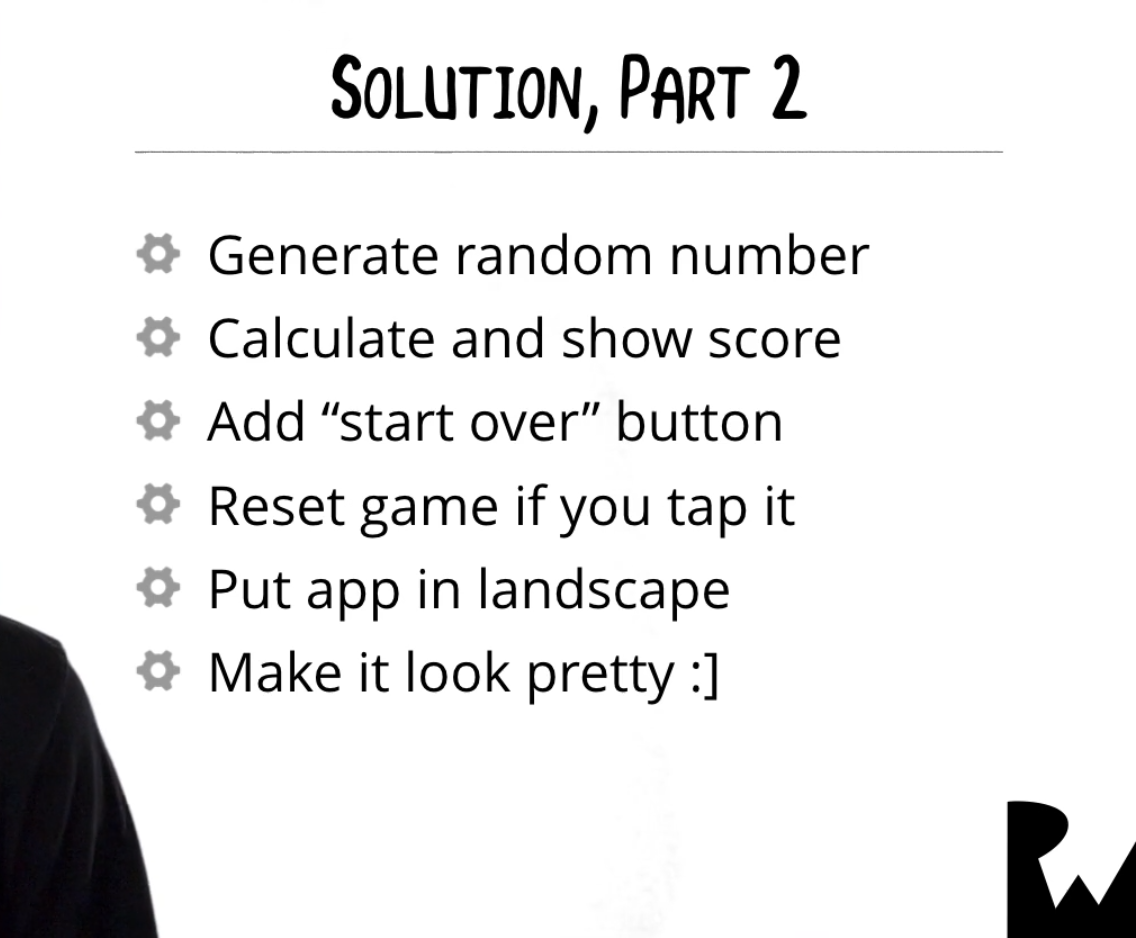 Solution, Part 2
Generate random number
Calculate and show score
Add “start over” button
Reset game if you tap it
Put app in landscape
Make it look pretty :]
RW